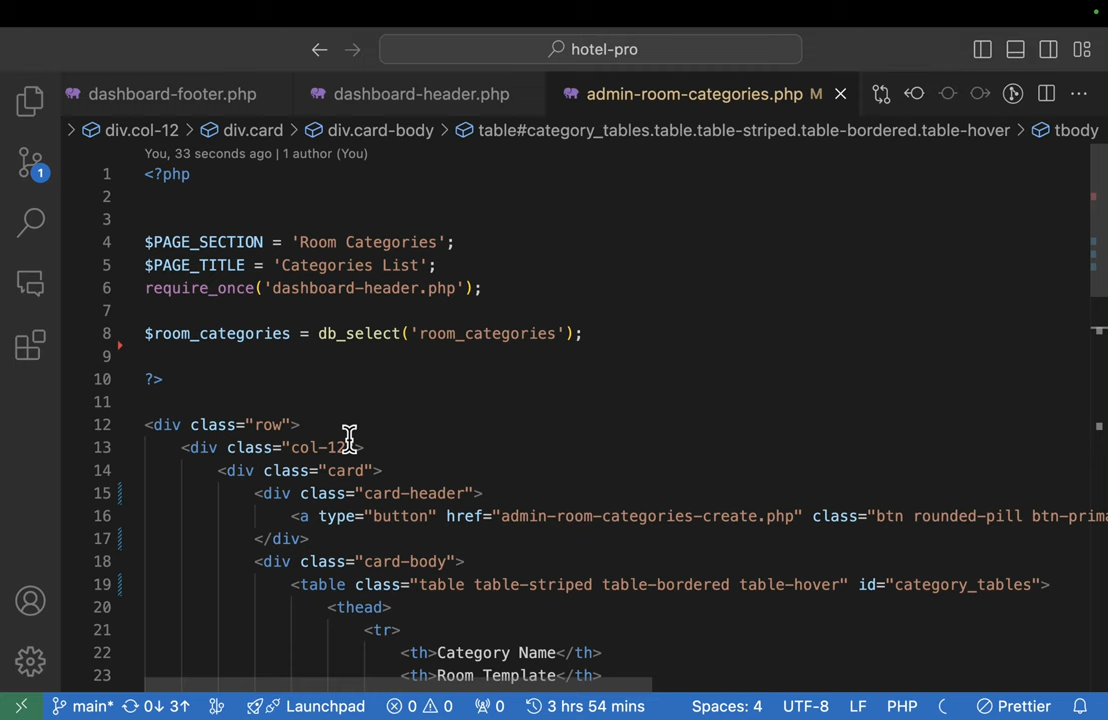 hotel-pro
dashboard-footer.php
dashboard-header.php
admin-room-categories.php M
div.col-12 > div.card > div.card-body > table#category_tables.table.table-striped.table-bordered.table-hover > tbody
You, 33 seconds ago | 1 author (You)
1 <?php
2
3
4 $PAGE_SECTION = 'Room Categories';
5 $PAGE_TITLE = 'Categories List';
6 require_once('dashboard-header.php');
7
8 $room_categories = db_select('room_categories');
9
10 ?>
11
12 <div class="row">
13 <div class="col-12">
14 <div class="card">
15 <div class="card-header">
16 <a type="button" href="admin-room-categories-create.php" class="btn rounded-pill btn-prima
17 </div>
18 <div class="card-body">
19 <table class="table table-striped table-bordered table-hover" id="category_tables">
20 <thead>
21 <tr>
22 <th>Category Name</th>
23 <th>Room Template</th>
1
main* 0↓ 3↑ Launchpad 0 0 0 3 hrs 54 mins Spaces: 4 UTF-8 LF PHP Prettier